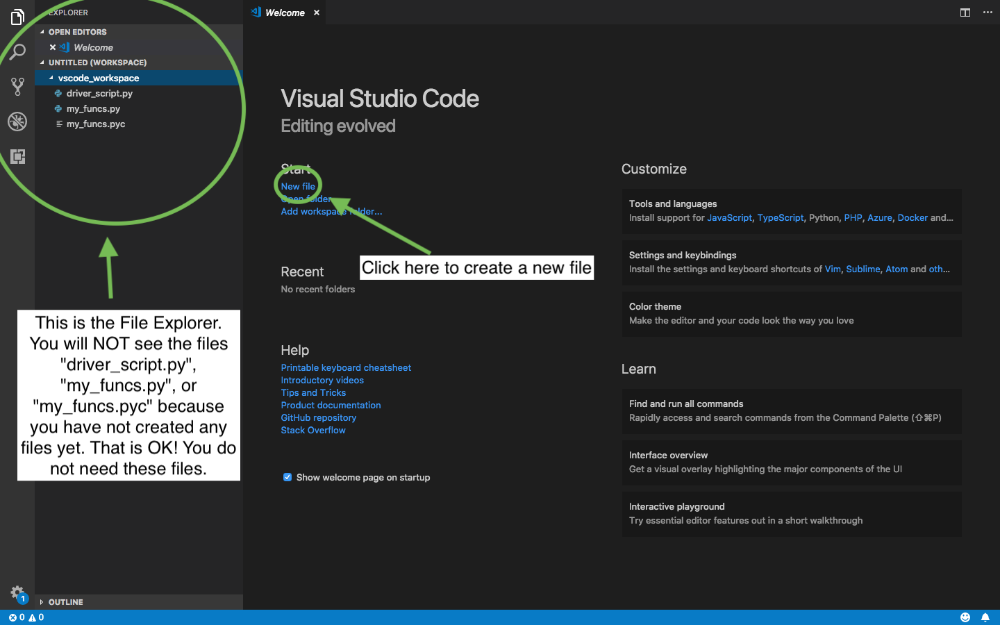 EXPLORER
OPEN EDITORS
Welcome
UNTITLED (WORKSPACE)
vscode_workspace
driver_script.py
my_funcs.py
my_funcs.pyc
This is the File Explorer.
You will NOT see the files
"driver_script.py",
"my_funcs.py", or
"my_funcs.pyc" because
you have not created any
files yet. That is OK! You do
not need these files.
OUTLINE
1
0 0
Welcome
Visual Studio Code
Editing evolved
Start
New file
Open folder
Add workspace folder...
Click here to create a new file
Recent
No recent folders
Help
Printable keyboard cheatsheet
Introductory videos
Tips and Tricks
Product documentation
GitHub repository
Stack Overflow
Show welcome page on startup
Customize
Tools and languages
Install support for JavaScript, TypeScript, Python, PHP, Azure, Docker and...
Settings and keybindings
Install the settings and keyboard shortcuts of Vim, Sublime, Atom and oth...
Color theme
Make the editor and your code look the way you love
Learn
Find and run all commands
Rapidly access and search commands from the Command Palette (⇧⌘P)
Interface overview
Get a visual overlay highlighting the major components of the UI
Interactive playground
Try essential editor features out in a short walkthrough